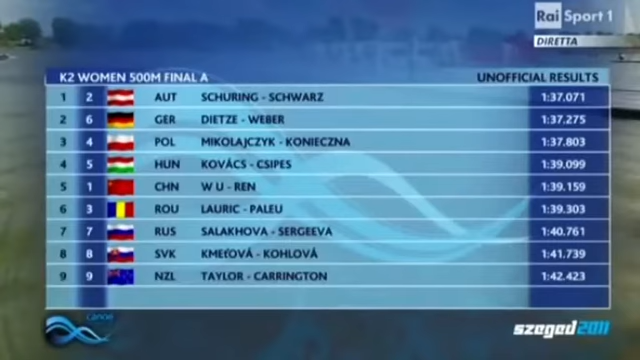 Rai Sport 1
DIRETTA
K2 WOMEN 500M FINAL A UNOFFICIAL RESULTS
1 2 AUT SCHURING - SCHWARZ 1:37.071
2 6 GER DIETZE - WEBER 1:37.275
3 4 POL MIKOLAJCZYK - KONIECZNA 1:37.803
4 5 HUN KOVÁCS - CSIPES 1:39.099
5 1 CHN WU - REN 1:39.159
6 3 ROU LAURIC - PALEU 1:39.303
7 7 RUS SALAKHOVA - SERGEEVA 1:40.761
8 8 SVK KMEŤOVÁ - KOHLOVÁ 1:41.739
9 9 NZL TAYLOR - CARRINGTON 1:42.423
canoe
szeged2011